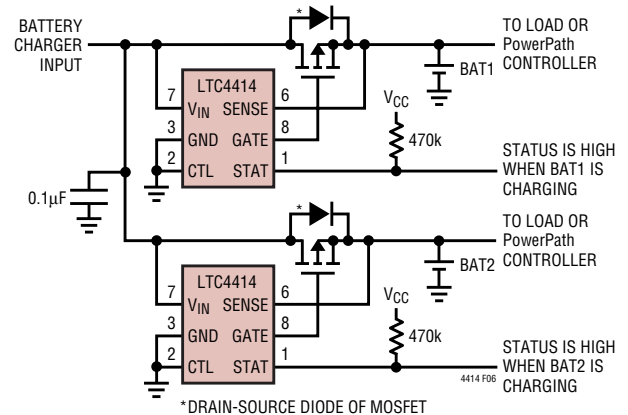 *
BATTERY
CHARGER
INPUT
TO LOAD OR
PowerPath
CONTROLLER
BAT1
LTC4414
7
6
VIN SENSE
VCC
3
8
GND GATE
470k
2
1
CTL STAT
STATUS IS HIGH
WHEN BAT1 IS
CHARGING
0.1µF
*
TO LOAD OR
PowerPath
CONTROLLER
BAT2
LTC4414
7
6
VIN SENSE
VCC
3
8
GND GATE
470k
2
1
CTL STAT
STATUS IS HIGH
WHEN BAT2 IS
CHARGING
4414 F06
*DRAIN-SOURCE DIODE OF MOSFET